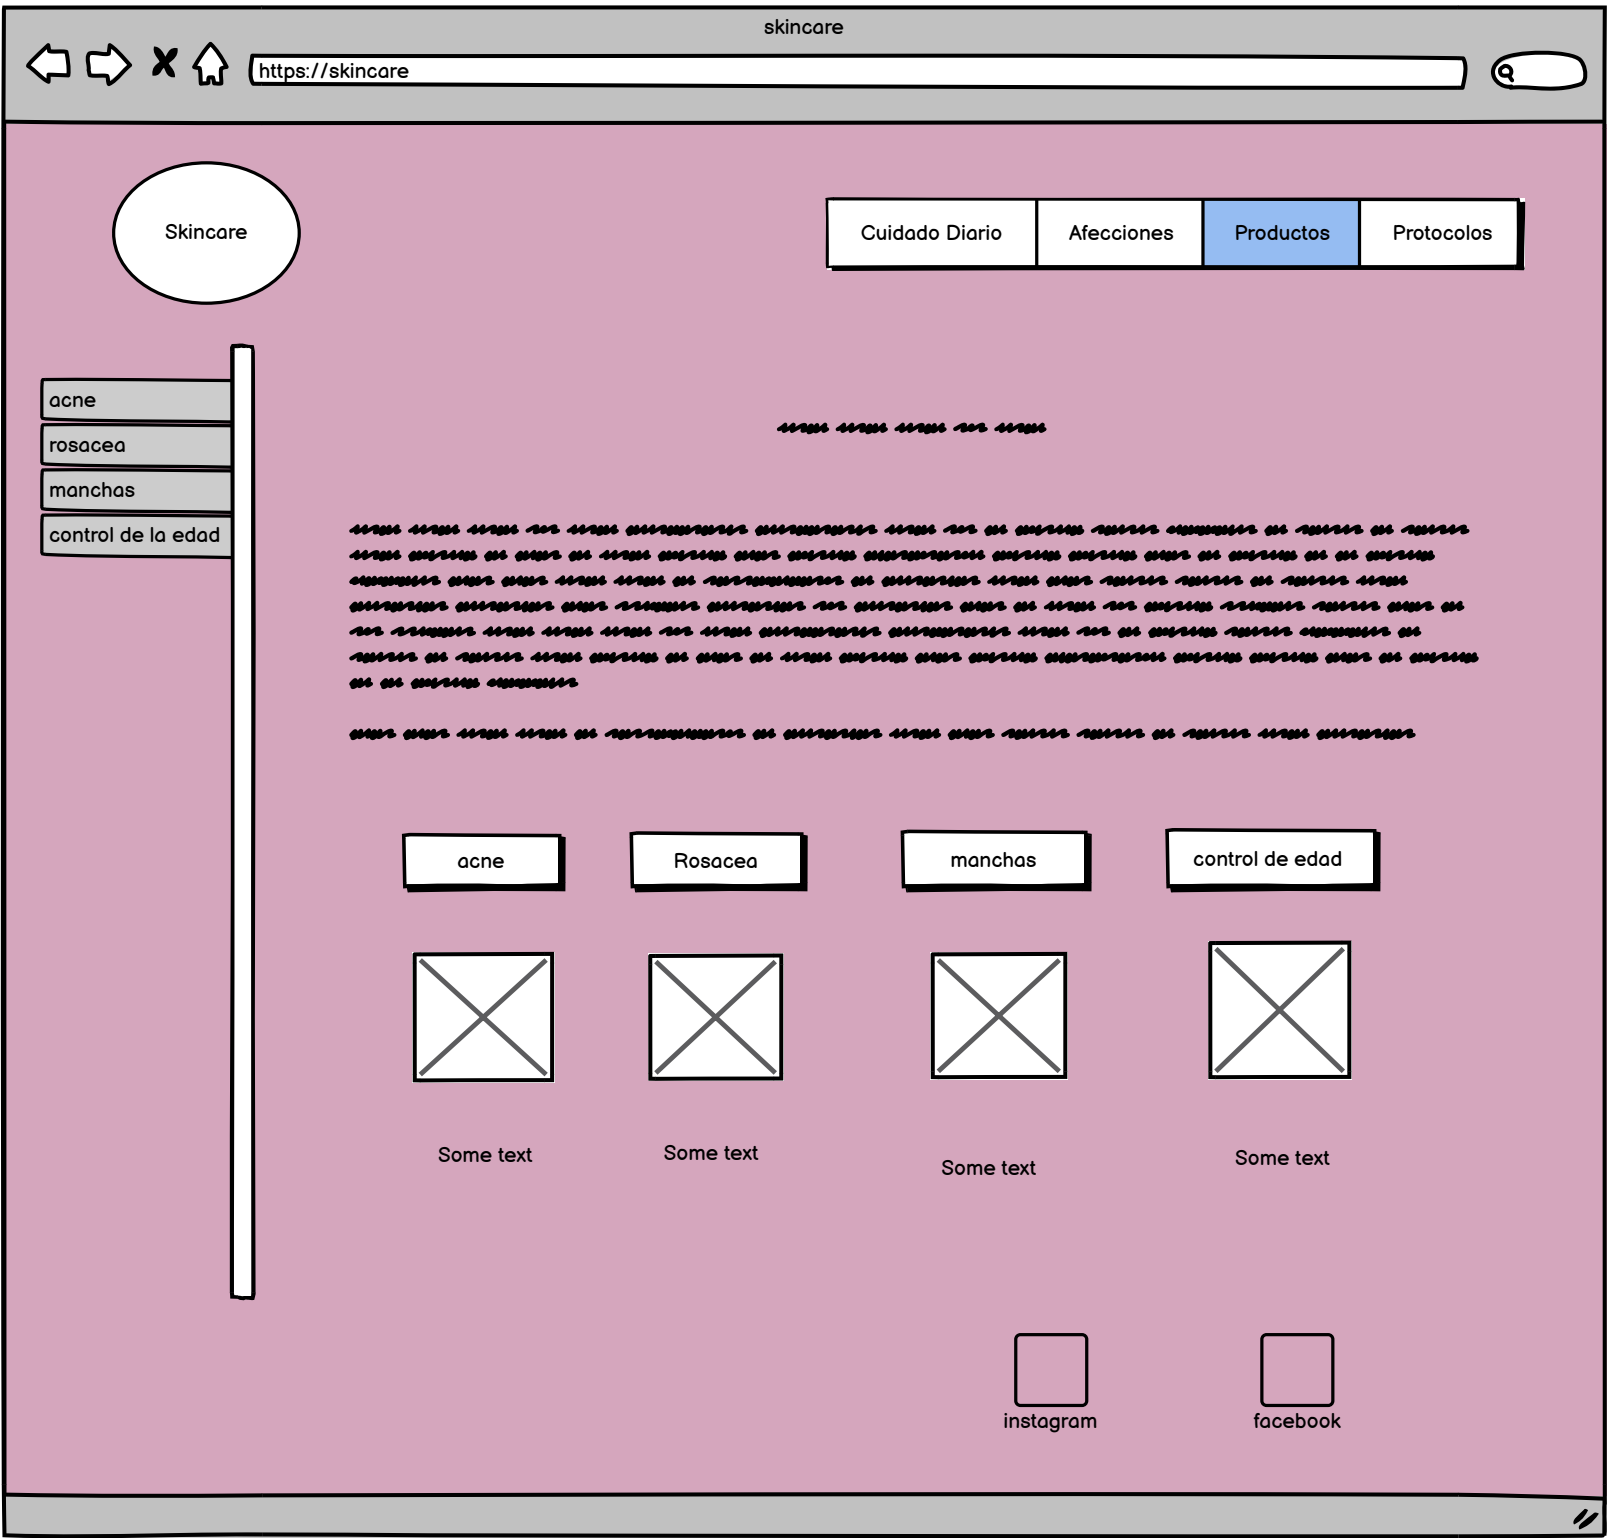 skincare
https://skincare
Skincare
Cuidado Diario
Afecciones
Productos
Protocolos
acne
rosacea
manchas
control de la edad
acne
Rosacea
manchas
control de edad
Some text
Some text
Some text
Some text
instagram
facebook